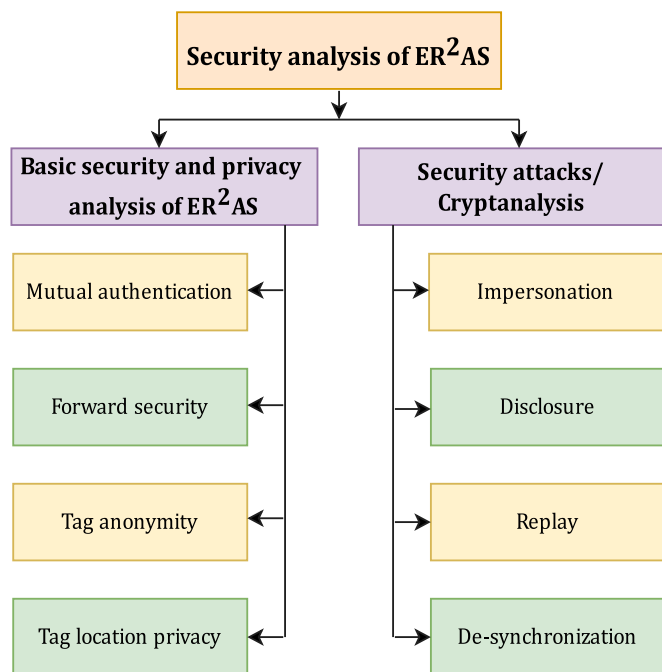 Security analysis of ER²AS
Basic security and privacy
analysis of ER²AS
Security attacks/
Cryptanalysis
Mutual authentication
Forward security
Tag anonymity
Tag location privacy
Impersonation
Disclosure
Replay
De-synchronization